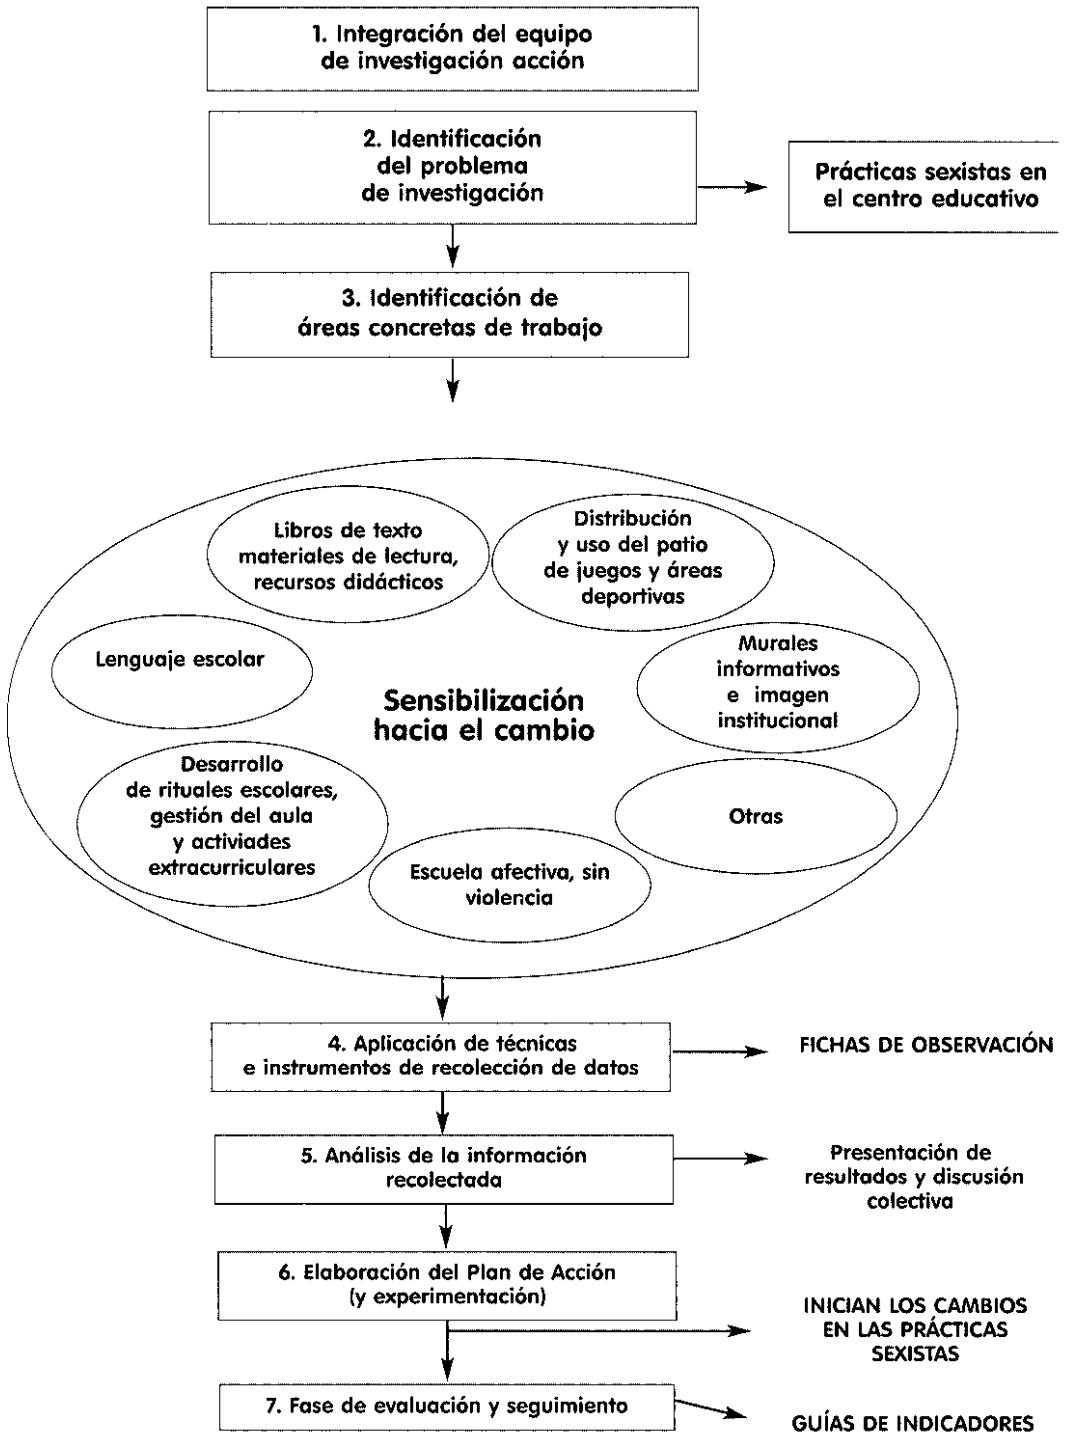 1. Integración del equipo
de investigación acción
2. Identificación
del problema
de investigación
Prácticas sexistas en
el centro educativo
3. Identificación de
áreas concretas de trabajo
Libros de texto
materiales de lectura,
recursos didácticos
Distribución
y uso del patio
de juegos y áreas
deportivas
Lenguaje escolar
Murales
informativos
e imagen
institucional
Sensibilización
hacia el cambio
Desarrollo
de rituales escolares,
gestión del aula
y activiades
extracurriculares
Otras
Escuela afectiva, sin
violencia
4. Aplicación de técnicas
e instrumentos de recolección de datos
FICHAS DE OBSERVACIÓN
5. Análisis de la información
recolectada
Presentación de
resultados y discusión
colectiva
6. Elaboración del Plan de Acción
(y experimentación)
INICIAN LOS CAMBIOS
EN LAS PRÁCTICAS
SEXISTAS
7. Fase de evaluación y seguimiento
GUÍAS DE INDICADORES